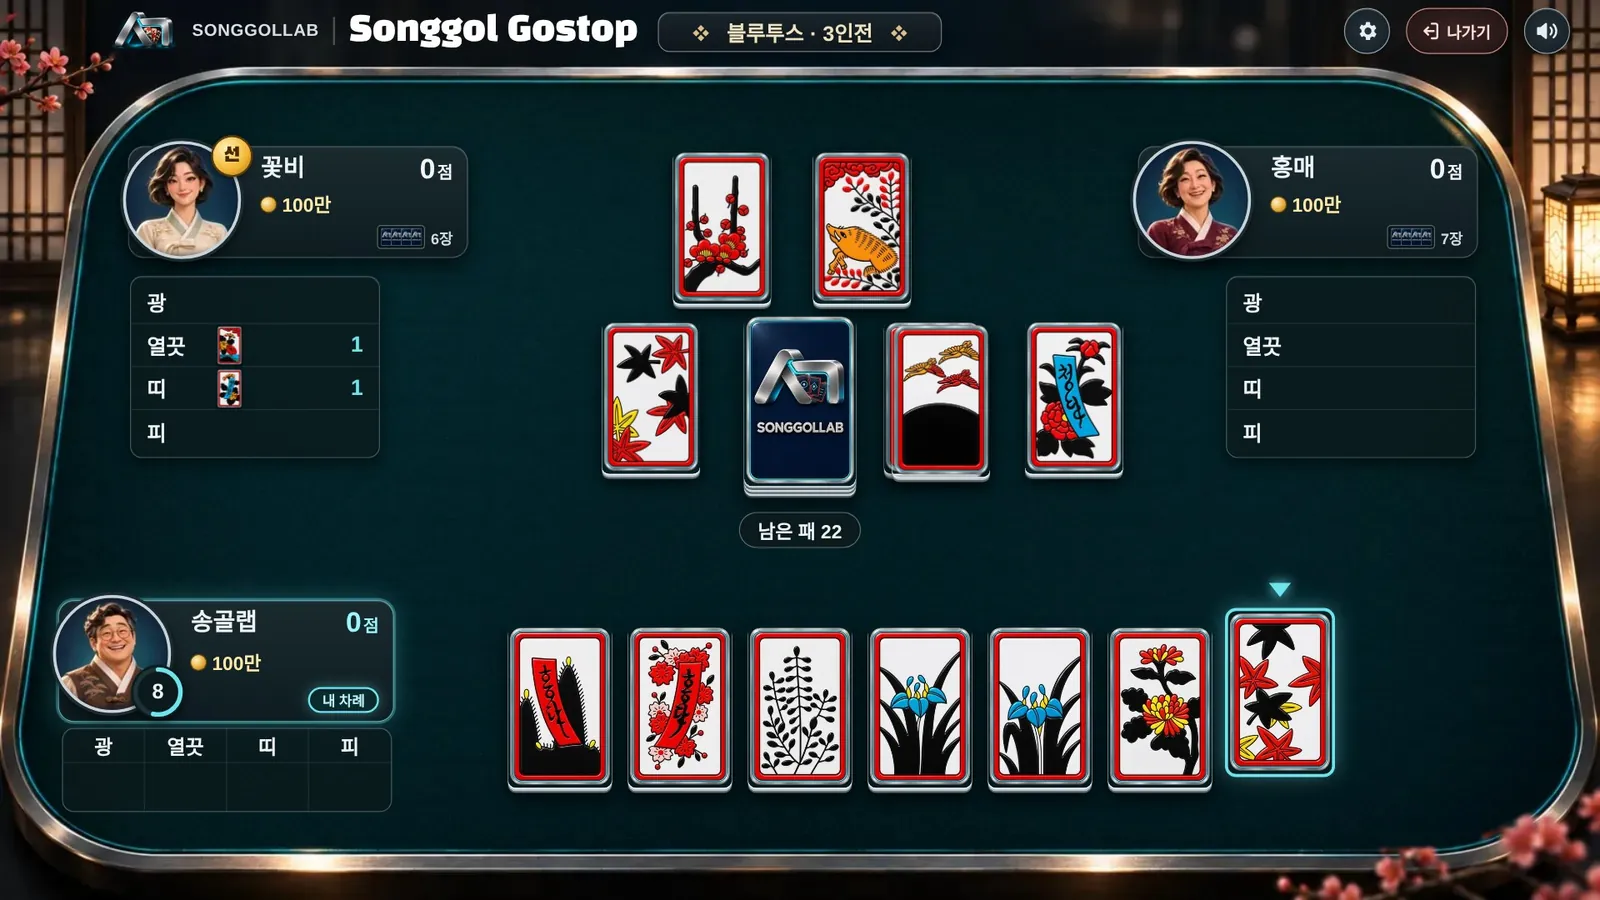 SONGGOLLAB
Songgol Gostop
블루투스 · 3인전
나가기
선
꽃비
0점
100만
6장
홍매
0점
100만
7장
광
열끗
1
띠
1
피
광
열끗
띠
피
청단
SONGGOLLAB
남은 패 22
송골랩
0점
100만
8
내 차례
광
열끗
띠
피